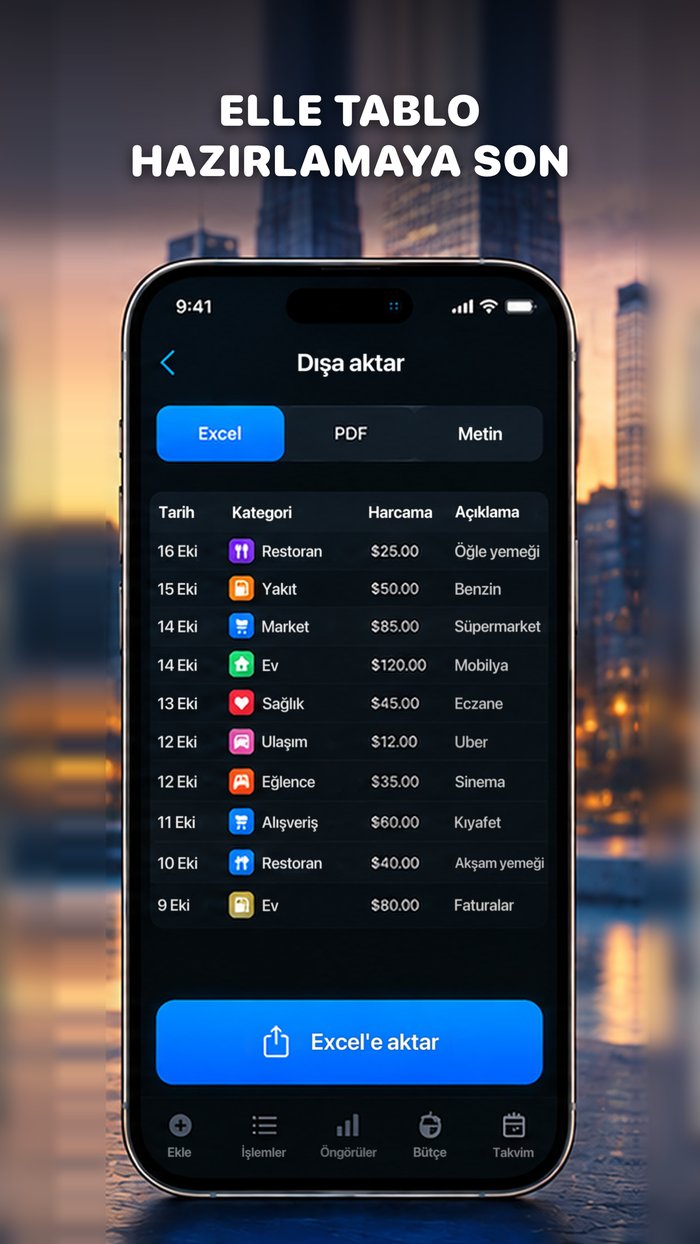 ELLE TABLO
HAZIRLAMAYA SON
9:41
Dışa aktar
Excel PDF Metin
Tarih Kategori Harcama Açıklama
16 Eki Restoran $25.00 Öğle yemeği
15 Eki Yakıt $50.00 Benzin
14 Eki Market $85.00 Süpermarket
14 Eki Ev $120.00 Mobilya
13 Eki Sağlık $45.00 Eczane
12 Eki Ulaşım $12.00 Uber
12 Eki Eğlence $35.00 Sinema
11 Eki Alışveriş $60.00 Kıyafet
10 Eki Restoran $40.00 Akşam yemeği
9 Eki Ev $80.00 Faturalar
Excel'e aktar
Ekle İşlemler Öngörüler Bütçe Takvim